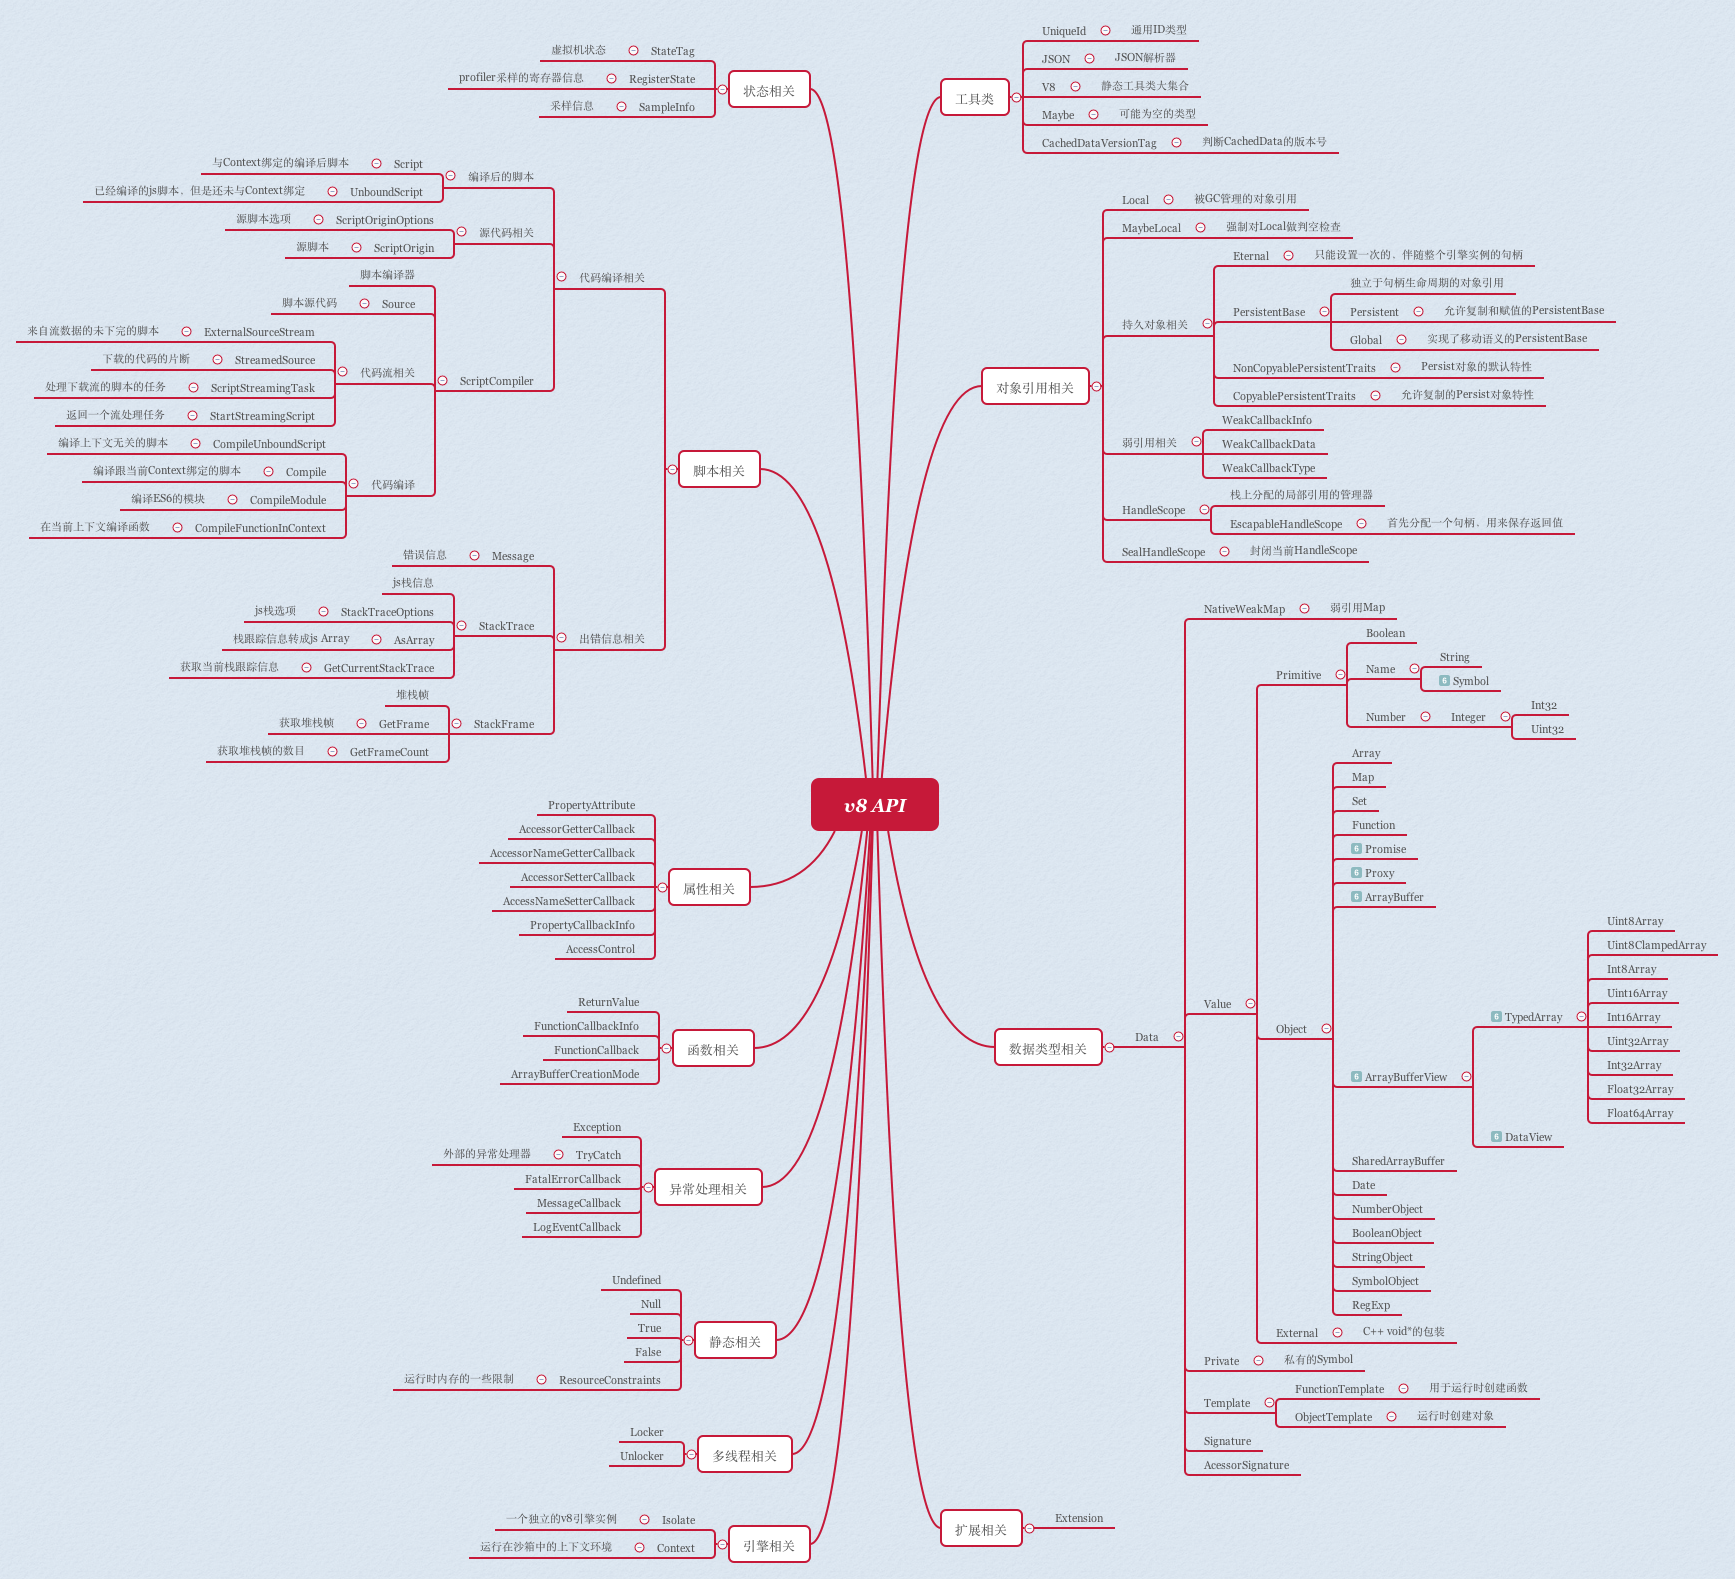 v8 API
状态相关
StateTag
虚拟机状态
RegisterState
profiler采样的寄存器信息
SampleInfo
采样信息
脚本相关
代码编译相关
编译后的脚本
Script
与Context绑定的编译后脚本
UnboundScript
已经编译的js脚本、但是还未与Context绑定
源代码相关
ScriptOriginOptions
源脚本选项
ScriptOrigin
源脚本
ScriptCompiler
脚本编译器
Source
脚本源代码
代码流相关
ExternalSourceStream
来自流数据的未下完的脚本
StreamedSource
下载的代码的片断
ScriptStreamingTask
处理下载流的脚本的任务
StartStreamingScript
返回一个流处理任务
代码编译
CompileUnboundScript
编译上下文无关的脚本
Compile
编译跟当前Context绑定的脚本
CompileModule
编译ES6的模块
CompileFunctionInContext
在当前上下文编译函数
出错信息相关
Message
错误信息
StackTrace
js栈信息
StackTraceOptions
js栈选项
AsArray
栈跟踪信息转成js Array
GetCurrentStackTrace
获取当前栈跟踪信息
StackFrame
堆栈帧
GetFrame
获取堆栈帧
GetFrameCount
获取堆栈帧的数目
属性相关
PropertyAttribute
AccessorGetterCallback
AccessorNameGetterCallback
AccessorSetterCallback
AccessNameSetterCallback
PropertyCallbackInfo
AccessControl
函数相关
ReturnValue
FunctionCallbackInfo
FunctionCallback
ArrayBufferCreationMode
异常处理相关
Exception
TryCatch
外部的异常处理器
FatalErrorCallback
MessageCallback
LogEventCallback
静态相关
Undefined
Null
True
False
ResourceConstraints
运行时内存的一些限制
多线程相关
Locker
Unlocker
引擎相关
Isolate
一个独立的v8引擎实例
Context
运行在沙箱中的上下文环境
工具类
UniqueId
通用ID类型
JSON
JSON解析器
V8
静态工具类大集合
Maybe
可能为空的类型
CachedDataVersionTag
判断CachedData的版本号
对象引用相关
Local
被GC管理的对象引用
MaybeLocal
强制对Local做判空检查
持久对象相关
Eternal
只能设置一次的、伴随整个引擎实例的句柄
PersistentBase
独立于句柄生命周期的对象引用
Persistent
允许复制和赋值的PersistentBase
Global
实现了移动语义的PersistentBase
NonCopyablePersistentTraits
Persist对象的默认特性
CopyablePersistentTraits
允许复制的Persist对象特性
弱引用相关
WeakCallbackInfo
WeakCallbackData
WeakCallbackType
HandleScope
栈上分配的局部引用的管理器
EscapableHandleScope
首先分配一个句柄、用来保存返回值
SealHandleScope
封闭当前HandleScope
数据类型相关
Data
NativeWeakMap
弱引用Map
Value
Primitive
Boolean
Name
String
6 Symbol
Number
Integer
Int32
Uint32
Object
Array
Map
Set
Function
6 Promise
6 Proxy
6 ArrayBuffer
6 ArrayBufferView
6 TypedArray
Uint8Array
Uint8ClampedArray
Int8Array
Uint16Array
Int16Array
Uint32Array
Int32Array
Float32Array
Float64Array
6 DataView
SharedArrayBuffer
Date
NumberObject
BooleanObject
StringObject
SymbolObject
RegExp
External
C++ void*的包装
Private
私有的Symbol
Template
FunctionTemplate
用于运行时创建函数
ObjectTemplate
运行时创建对象
Signature
AcessorSignature
扩展相关
Extension